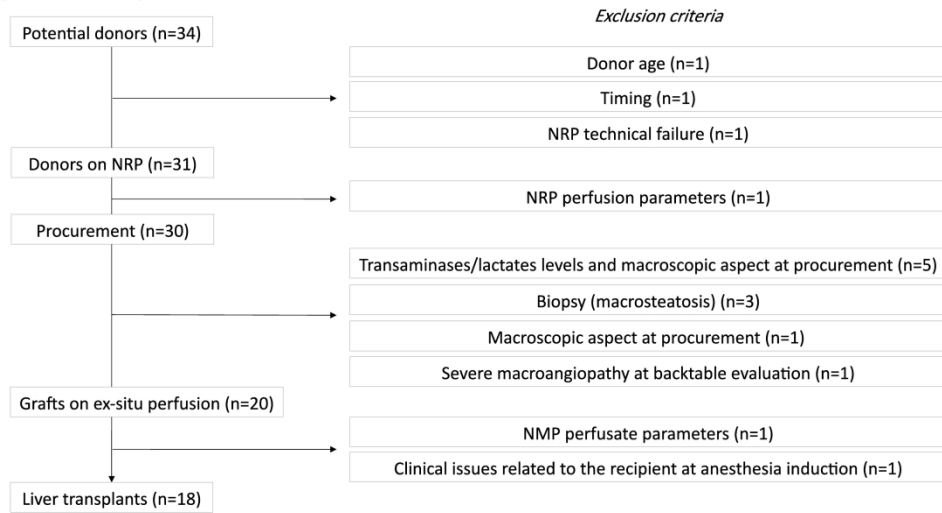 Exclusion criteria
Potential donors (n=34)
Donor age (n=1)
Timing (n=1)
NRP technical failure (n=1)
Donors on NRP (n=31)
NRP perfusion parameters (n=1)
Procurement (n=30)
Transaminases/lactates levels and macroscopic aspect at procurement (n=5)
Biopsy (macrosteatosis) (n=3)
Macroscopic aspect at procurement (n=1)
Severe macroangiopathy at backtable evaluation (n=1)
Grafts on ex-situ perfusion (n=20)
NMP perfusate parameters (n=1)
Clinical issues related to the recipient at anesthesia induction (n=1)
Liver transplants (n=18)